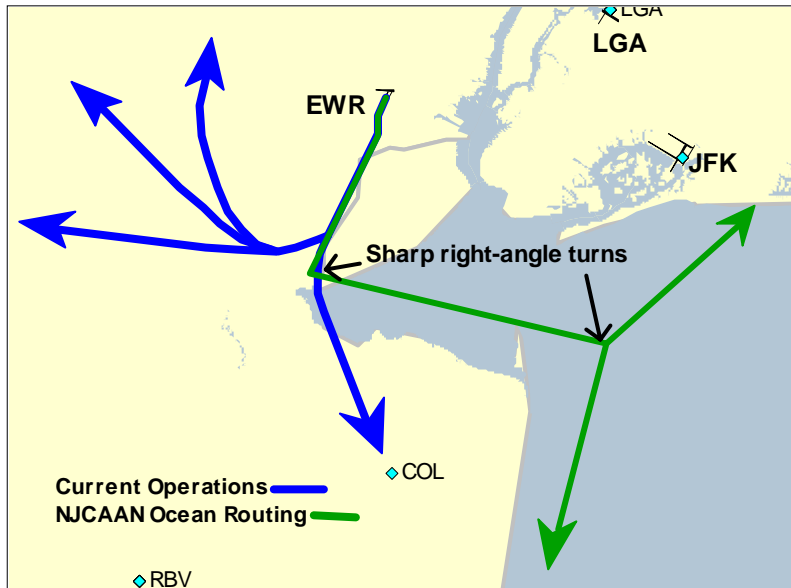 LGA
LGA
EWR
JFK
Sharp right-angle turns
COL
Current Operations
NJCAAN Ocean Routing
RBV